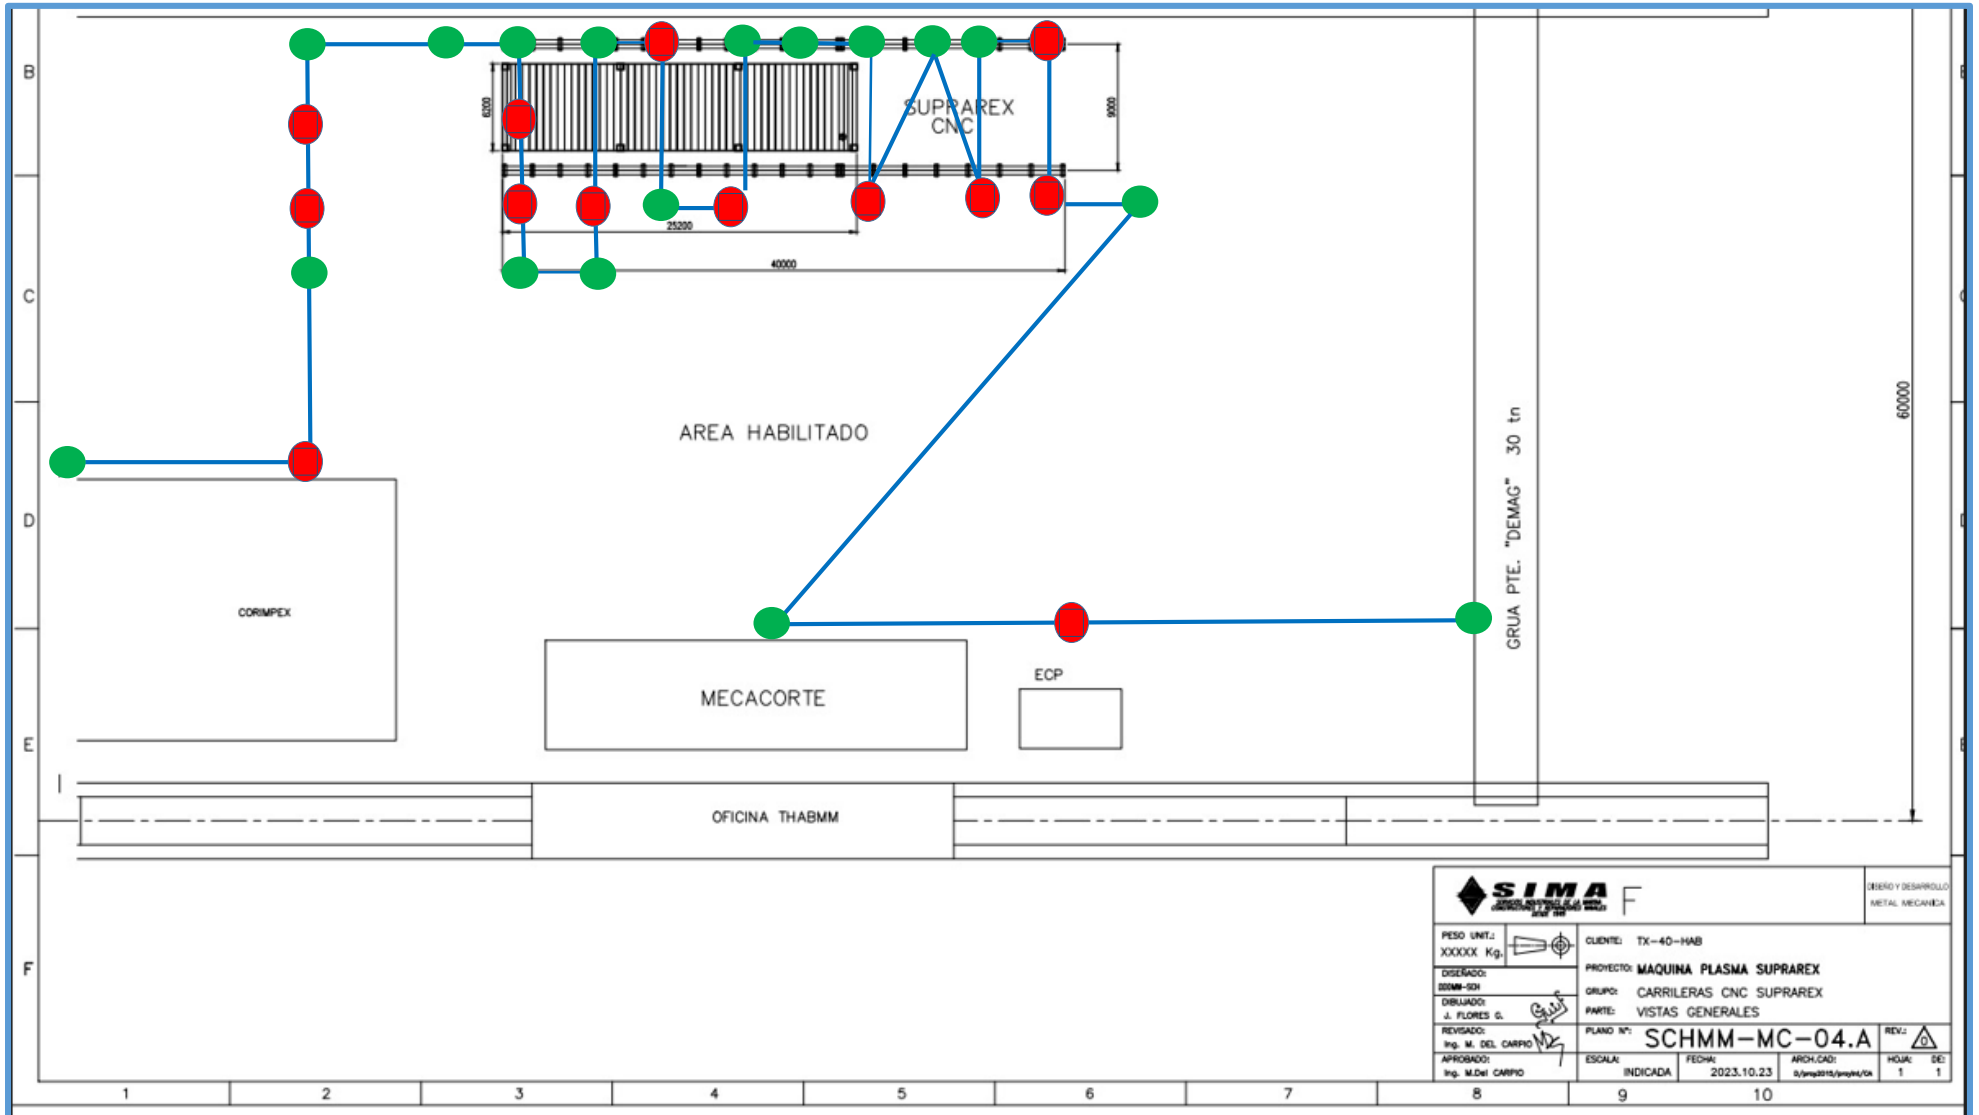 B
6200
SUPRAREX
CNC
9000
25200
40000
C
AREA HABILITADO
60000
GRUA PTE. "DEMAG" 30 tn
D
CORIMPEX
MECACORTE
ECP
E
OFICINA THABMM
F
SIMA
F
DISEÑO Y DESARROLLO
METAL MECANICA
PESO UNIT.:
XXXXX Kg.
CLIENTE: TX-40-HAB
PROYECTO: MAQUINA PLASMA SUPRAREX
DISEÑADO:
GRUPO: CARRILERAS CNC SUPRAREX
DIBUJADO:
J. FLORES G.
PARTE: VISTAS GENERALES
REVISADO:
Ing. M. DEL CARPIO
PLANO Nº: SCHMM-MC-04.A
REV.: 0
APROBADO:
Ing. M.Del CARPIO
ESCALA: INDICADA
FECHA: 2023.10.23
ARCH.CAD:
HOJA: 1
DE: 1
1 2 3 4 5 6 7 8 9 10